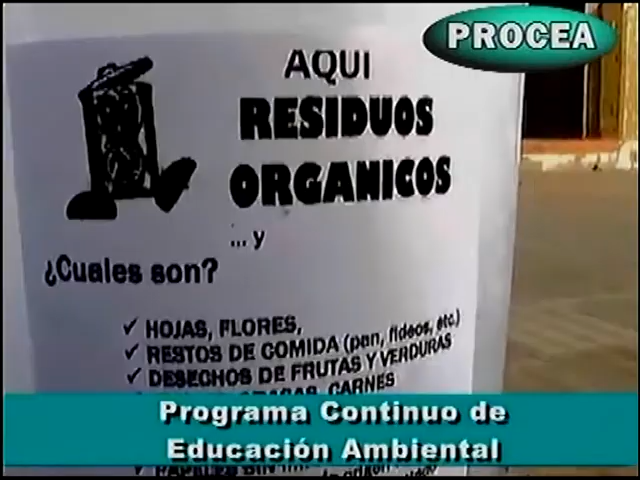 PROCEA
AQUI
RESIDUOS
ORGANICOS
... y
¿Cuales son?
✓ HOJAS, FLORES,
✓ RESTOS DE COMIDA (pan, fideos, etc.)
✓ DESECHOS DE FRUTAS Y VERDURAS
CARNES
Programa Continuo de
Educación Ambiental